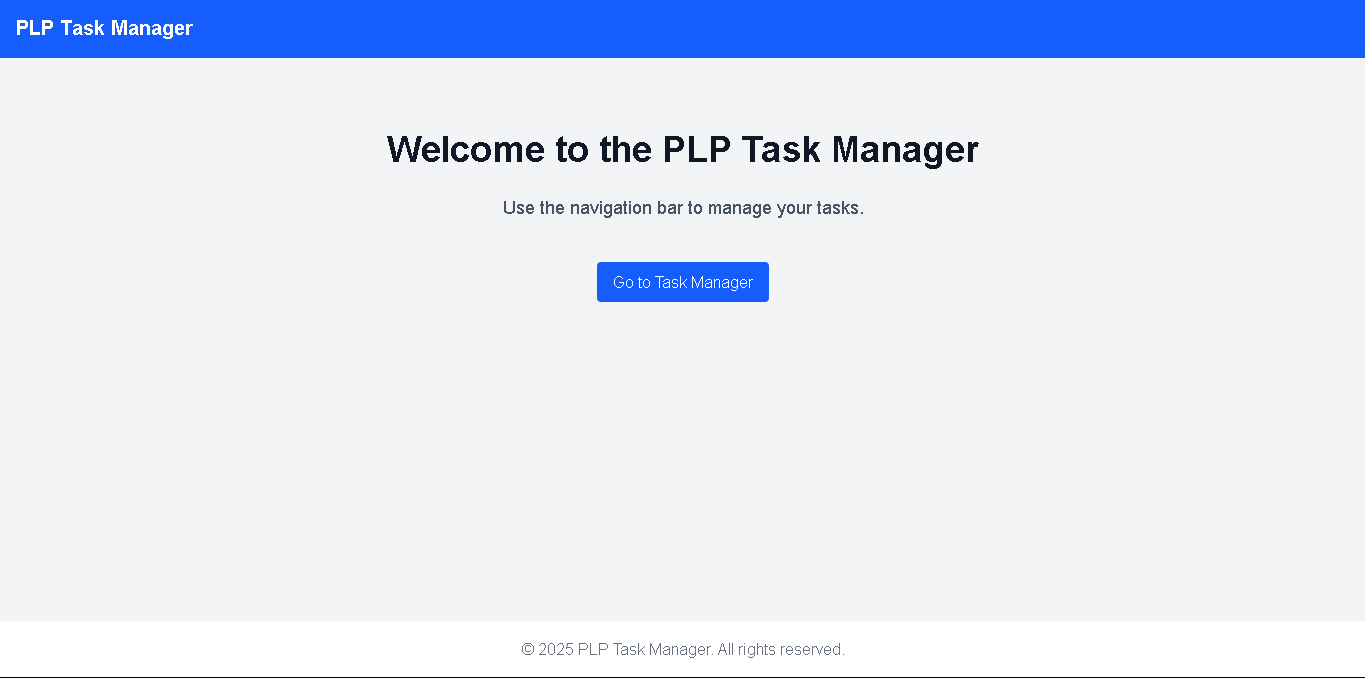 PLP Task Manager
Welcome to the PLP Task Manager
Use the navigation bar to manage your tasks.
Go to Task Manager
© 2025 PLP Task Manager. All rights reserved.